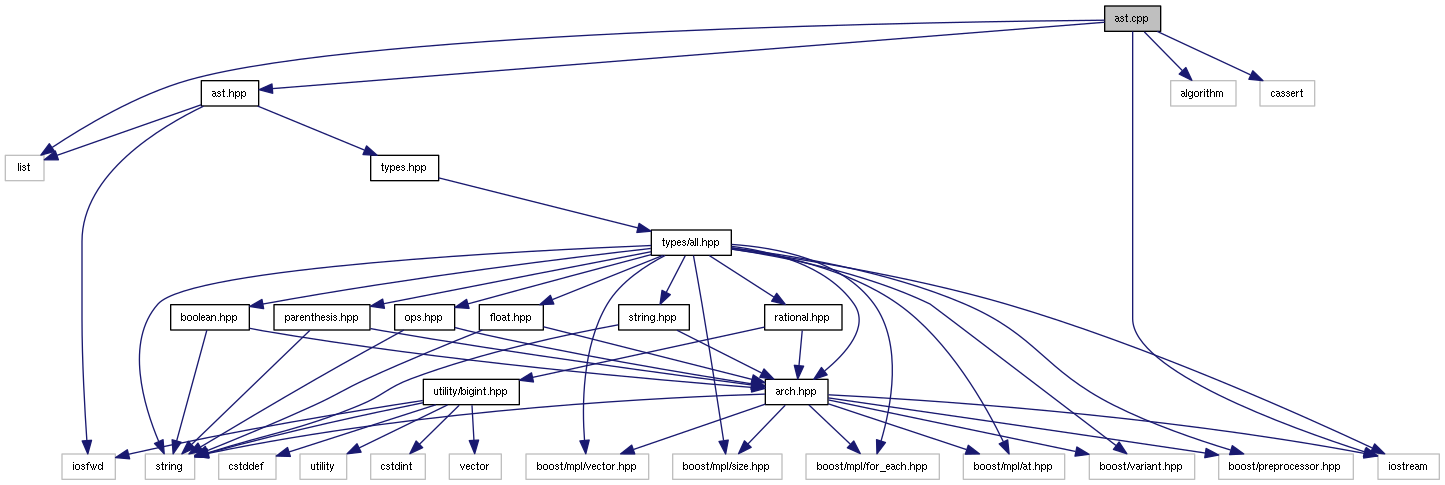 ast.cpp
ast.hpp
algorithm
cassert
list
types.hpp
types/all.hpp
boolean.hpp
parenthesis.hpp
ops.hpp
float.hpp
string.hpp
rational.hpp
utility/bigint.hpp
arch.hpp
iosfwd
string
cstddef
utility
cstdint
vector
boost/mpl/vector.hpp
boost/mpl/size.hpp
boost/mpl/for_each.hpp
boost/mpl/at.hpp
boost/variant.hpp
boost/preprocessor.hpp
iostream